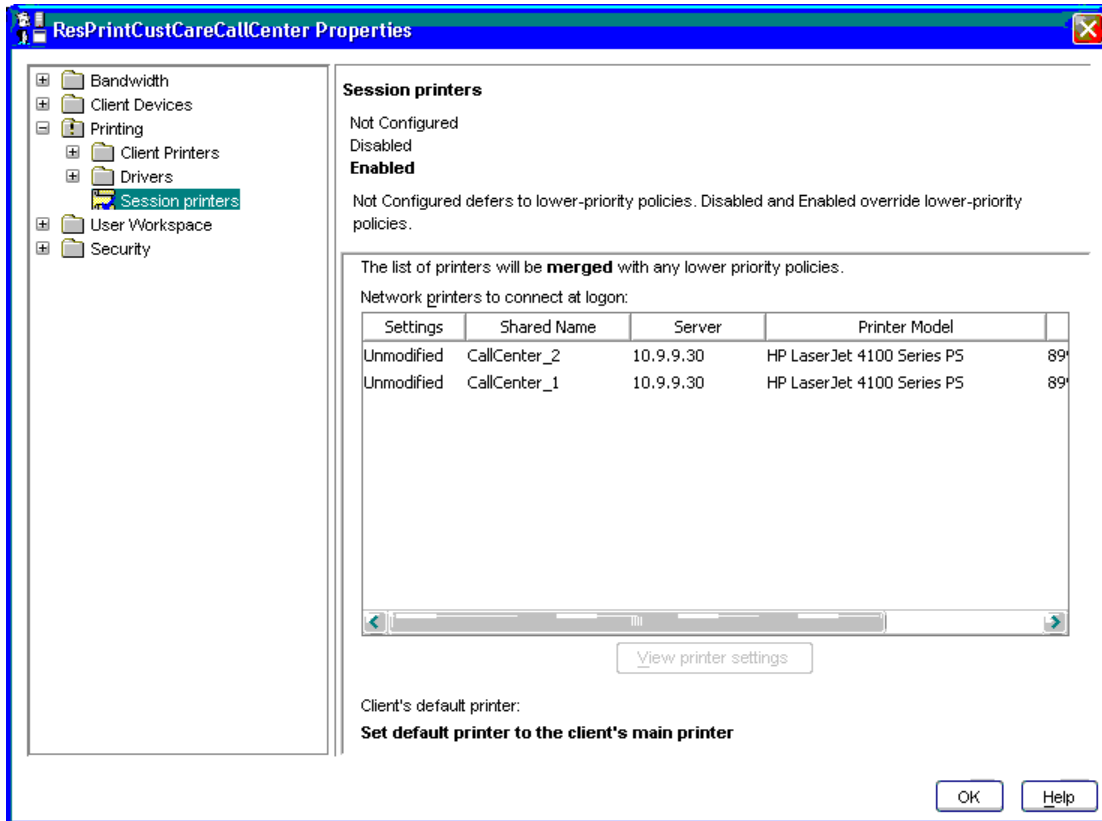 ResPrintCustCareCallCenter Properties
Bandwidth
Client Devices
Printing
Client Printers
Drivers
Session printers
User Workspace
Security
Session printers
Not Configured
Disabled
Enabled
Not Configured defers to lower-priority policies. Disabled and Enabled override lower-priority
policies.
The list of printers will be merged with any lower priority policies.
Network printers to connect at logon:
Settings Shared Name Server Printer Model
Unmodified CallCenter_2 10.9.9.30 HP LaserJet 4100 Series PS
Unmodified CallCenter_1 10.9.9.30 HP LaserJet 4100 Series PS
View printer settings
Client's default printer:
Set default printer to the client's main printer
OK Help